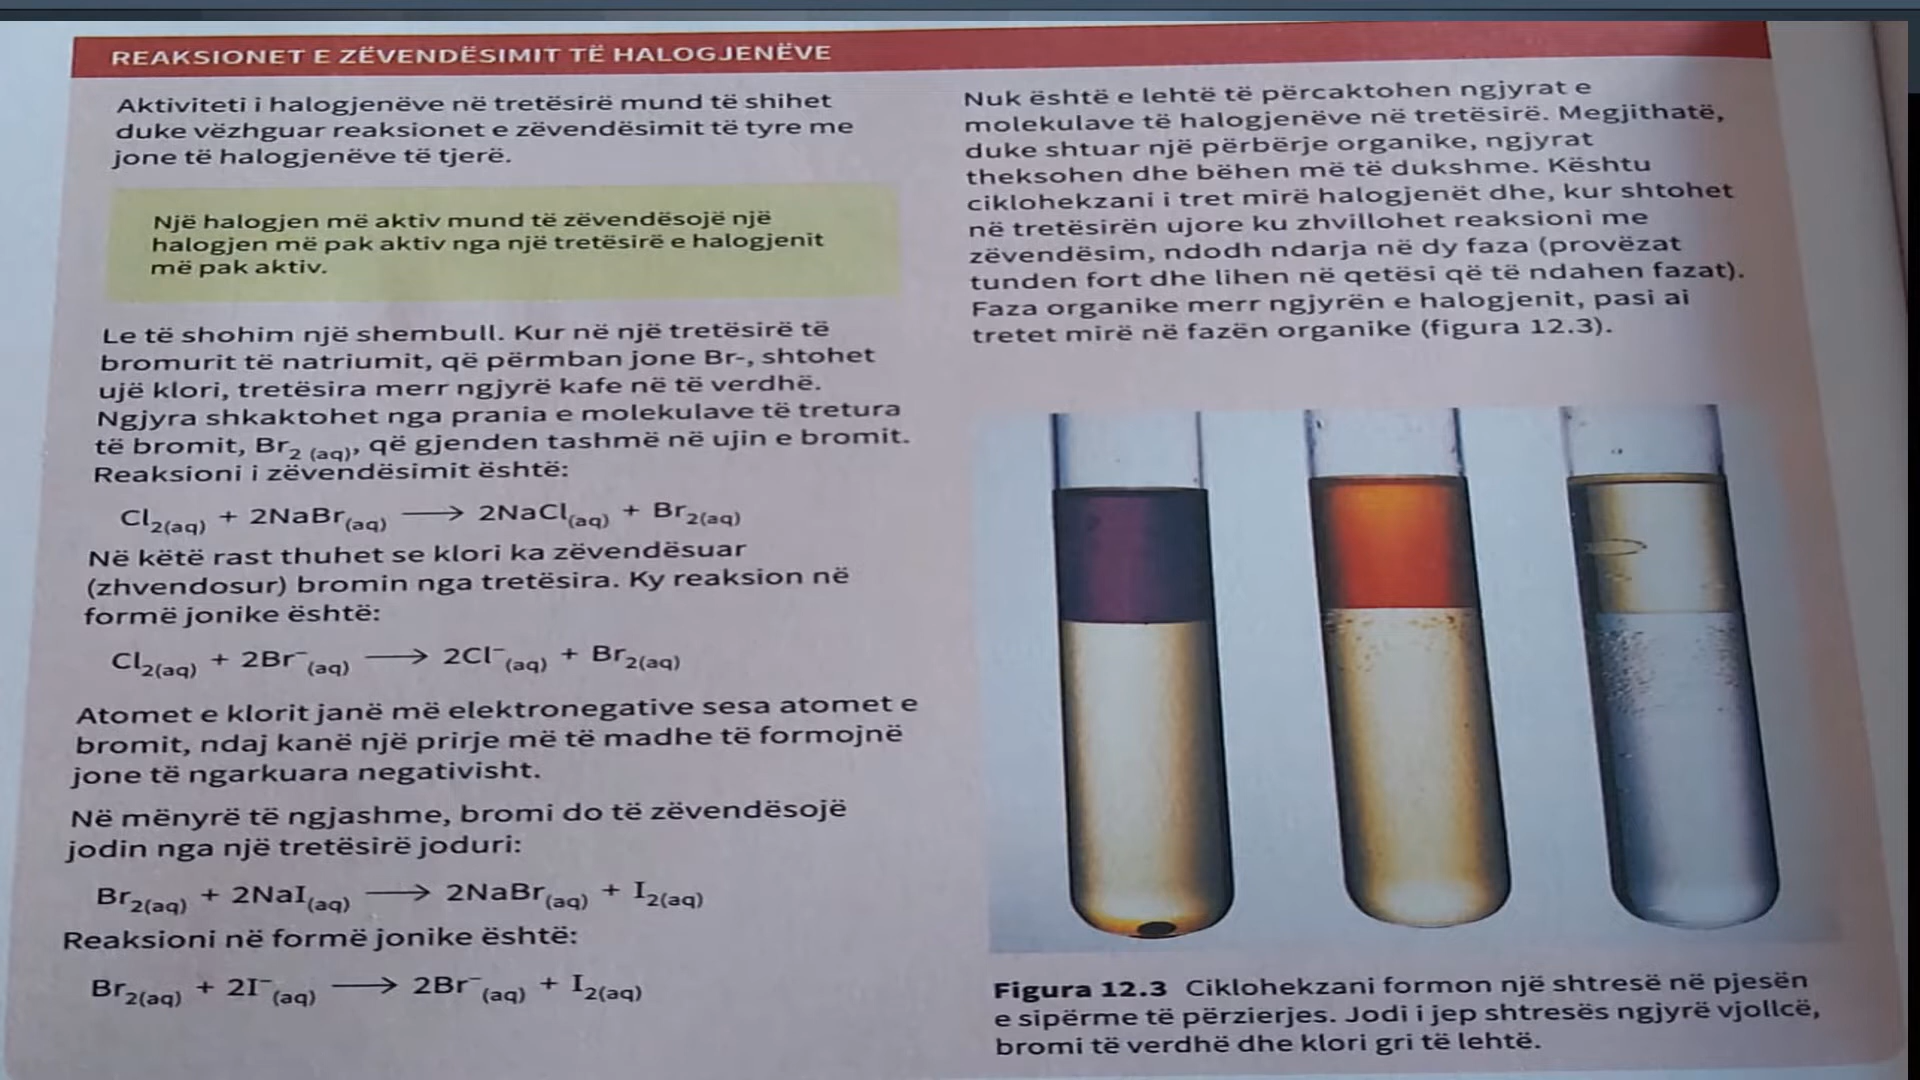 REAKSIONET E ZËVENDËSIMIT TË HALOGJENËVE
Aktiviteti i halogjenëve në tretësirë mund të shihet
duke vëzhguar reaksionet e zëvendësimit të tyre me
jone të halogjenëve të tjerë.
Një halogjen më aktiv mund të zëvendësojë një
halogjen më pak aktiv nga një tretësirë e halogjenit
më pak aktiv.
Le të shohim një shembull. Kur në një tretësirë të
bromurit të natriumit, që përmban jone Br-, shtohet
ujë klori, tretësira merr ngjyrë kafe në të verdhë.
Ngjyra shkaktohet nga prania e molekulave të tretura
të bromit, Br₂ (aq), që gjenden tashmë në ujin e bromit.
Reaksioni i zëvendësimit është:
Cl₂(aq) + 2NaBr(aq) ⟶ 2NaCl(aq) + Br₂(aq)
Në këtë rast thuhet se klori ka zëvendësuar
(zhvendosur) bromin nga tretësira. Ky reaksion në
formë jonike është:
Cl₂(aq) + 2Br⁻(aq) ⟶ 2Cl⁻(aq) + Br₂(aq)
Atomet e klorit janë më elektronegative sesa atomet e
bromit, ndaj kanë një prirje më të madhe të formojnë
jone të ngarkuara negativisht.
Në mënyrë të ngjashme, bromi do të zëvendësojë
jodin nga një tretësirë joduri:
Br₂(aq) + 2NaI(aq) ⟶ 2NaBr(aq) + I₂(aq)
Reaksioni në formë jonike është:
Br₂(aq) + 2I⁻(aq) ⟶ 2Br⁻(aq) + I₂(aq)
Nuk është e lehtë të përcaktohen ngjyrat e
molekulave të halogjenëve në tretësirë. Megjithatë,
duke shtuar një përbërje organike, ngjyrat
theksohen dhe bëhen më të dukshme. Kështu
ciklohekzani i tret mirë halogjenët dhe, kur shtohet
në tretësirën ujore ku zhvillohet reaksioni me
zëvendësim, ndodh ndarja në dy faza (provëzat
tunden fort dhe lihen në qetësi që të ndahen fazat).
Faza organike merr ngjyrën e halogjenit, pasi ai
tretet mirë në fazën organike (figura 12.3).
Figura 12.3 Ciklohekzani formon një shtresë në pjesën
e sipërme të përzierjes. Jodi i jep shtresës ngjyrë vjollcë,
bromi të verdhë dhe klori gri të lehtë.